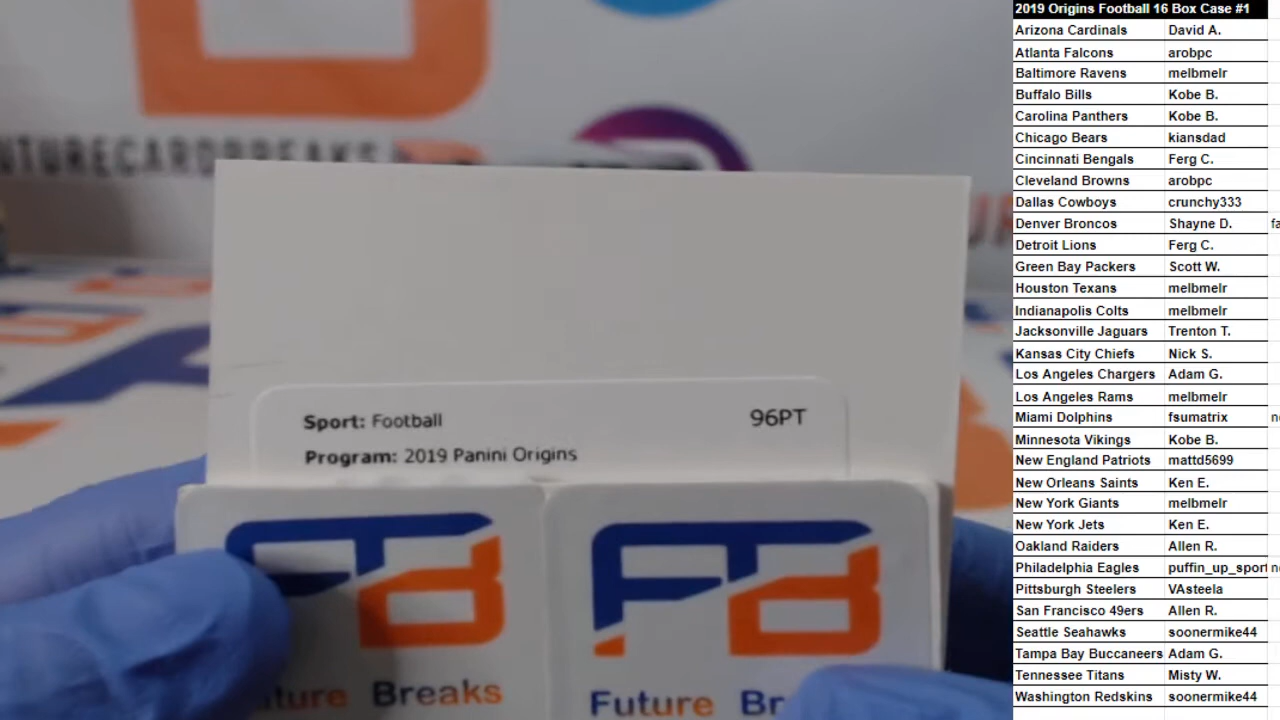 UTURECARDBREAKS
Sport: Football 96PT
Program: 2019 Panini Origins
FB FB
uture Breaks Future Br
2019 Origins Football 16 Box Case #1
Arizona Cardinals David A.
Atlanta Falcons arobpc
Baltimore Ravens melbmelr
Buffalo Bills Kobe B.
Carolina Panthers Kobe B.
Chicago Bears kiansdad
Cincinnati Bengals Ferg C.
Cleveland Browns arobpc
Dallas Cowboys crunchy333
Denver Broncos Shayne D. fa
Detroit Lions Ferg C.
Green Bay Packers Scott W.
Houston Texans melbmelr
Indianapolis Colts melbmelr
Jacksonville Jaguars Trenton T.
Kansas City Chiefs Nick S.
Los Angeles Chargers Adam G.
Los Angeles Rams melbmelr
Miami Dolphins fsumatrix
Minnesota Vikings Kobe B.
New England Patriots mattd5699
New Orleans Saints Ken E.
New York Giants melbmelr
New York Jets Ken E.
Oakland Raiders Allen R.
Philadelphia Eagles puffin_up_sport
Pittsburgh Steelers VAsteela
San Francisco 49ers Allen R.
Seattle Seahawks soonermike44
Tampa Bay Buccaneers Adam G.
Tennessee Titans Misty W.
Washington Redskins soonermike44